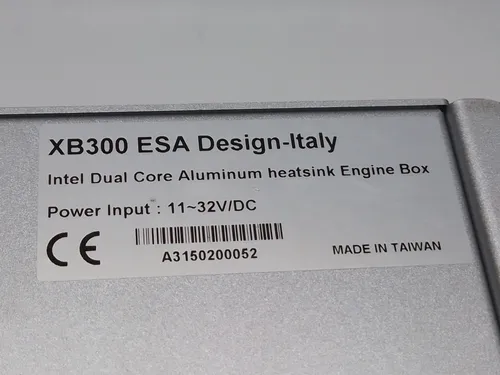 XB300 ESA Design-Italy
Intel Dual Core Aluminum heatsink Engine Box
Power Input : 11~32V/DC
CE
A3150200052
MADE IN TAIWAN